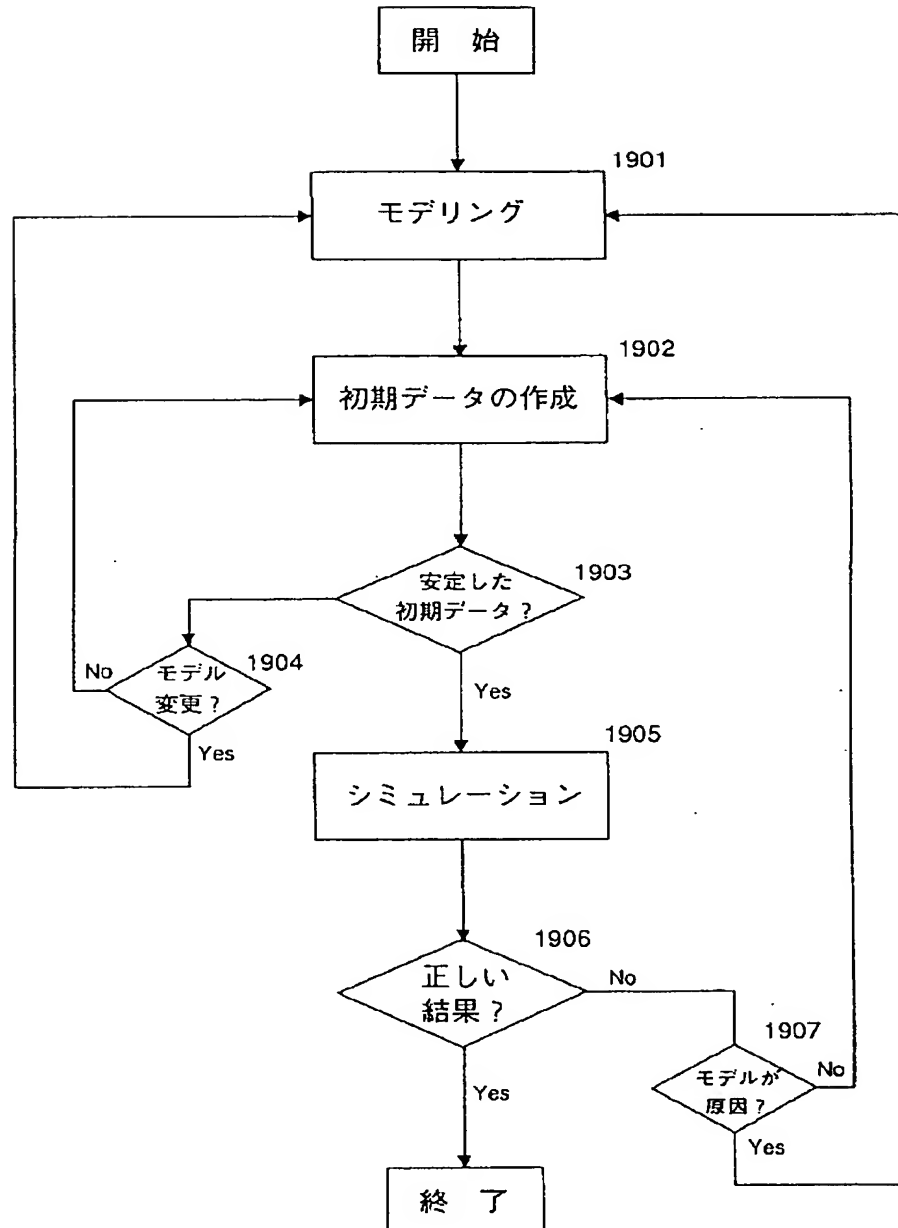 開 始
1901
モデリング
1902
初期データの作成
1903
安定した
初期データ?
1904
No
モデル
変更?
Yes
Yes
1905
シミュレーション
1906
正しい
結果?
No
1907
モデルが
原因?
No
Yes
Yes
終 了